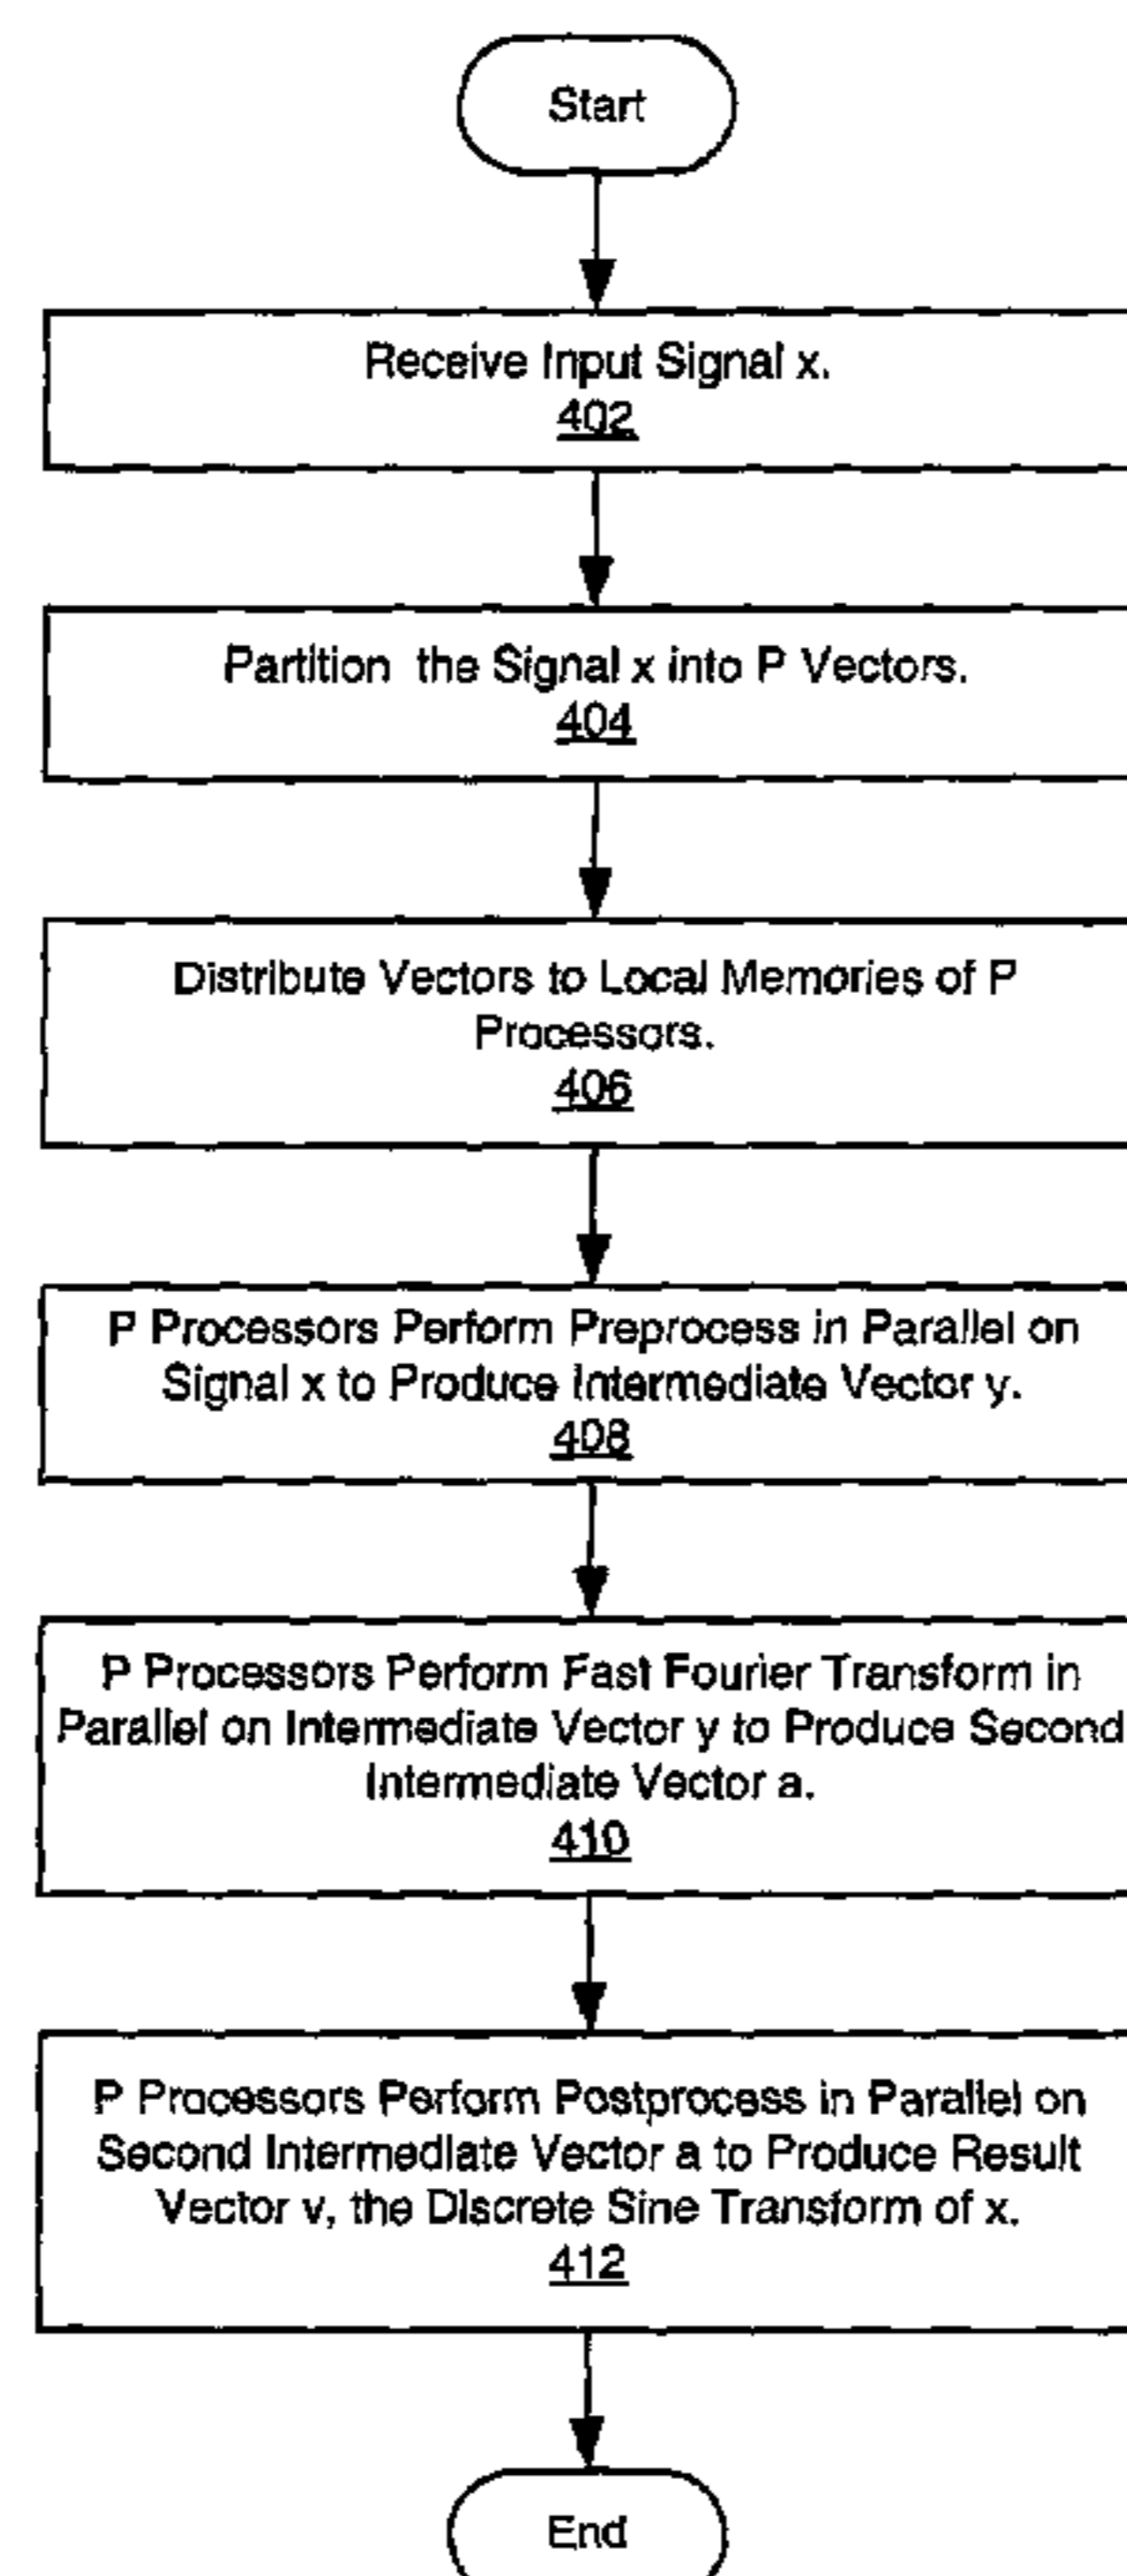 Start
Receive Input Signal x.
402
Partition the Signal x into P Vectors.
404
Distribute Vectors to Local Memories of P
Processors.
406
P Processors Perform Preprocess in Parallel on
Signal x to Produce Intermediate Vector y.
408
P Processors Perform Fast Fourier Transform in
Parallel on Intermediate Vector y to Produce Second
Intermediate Vector a.
410
P Processors Perform Postprocess in Parallel on
Second Intermediate Vector a to Produce Result
Vector v, the Discrete Sine Transform of x.
412
End